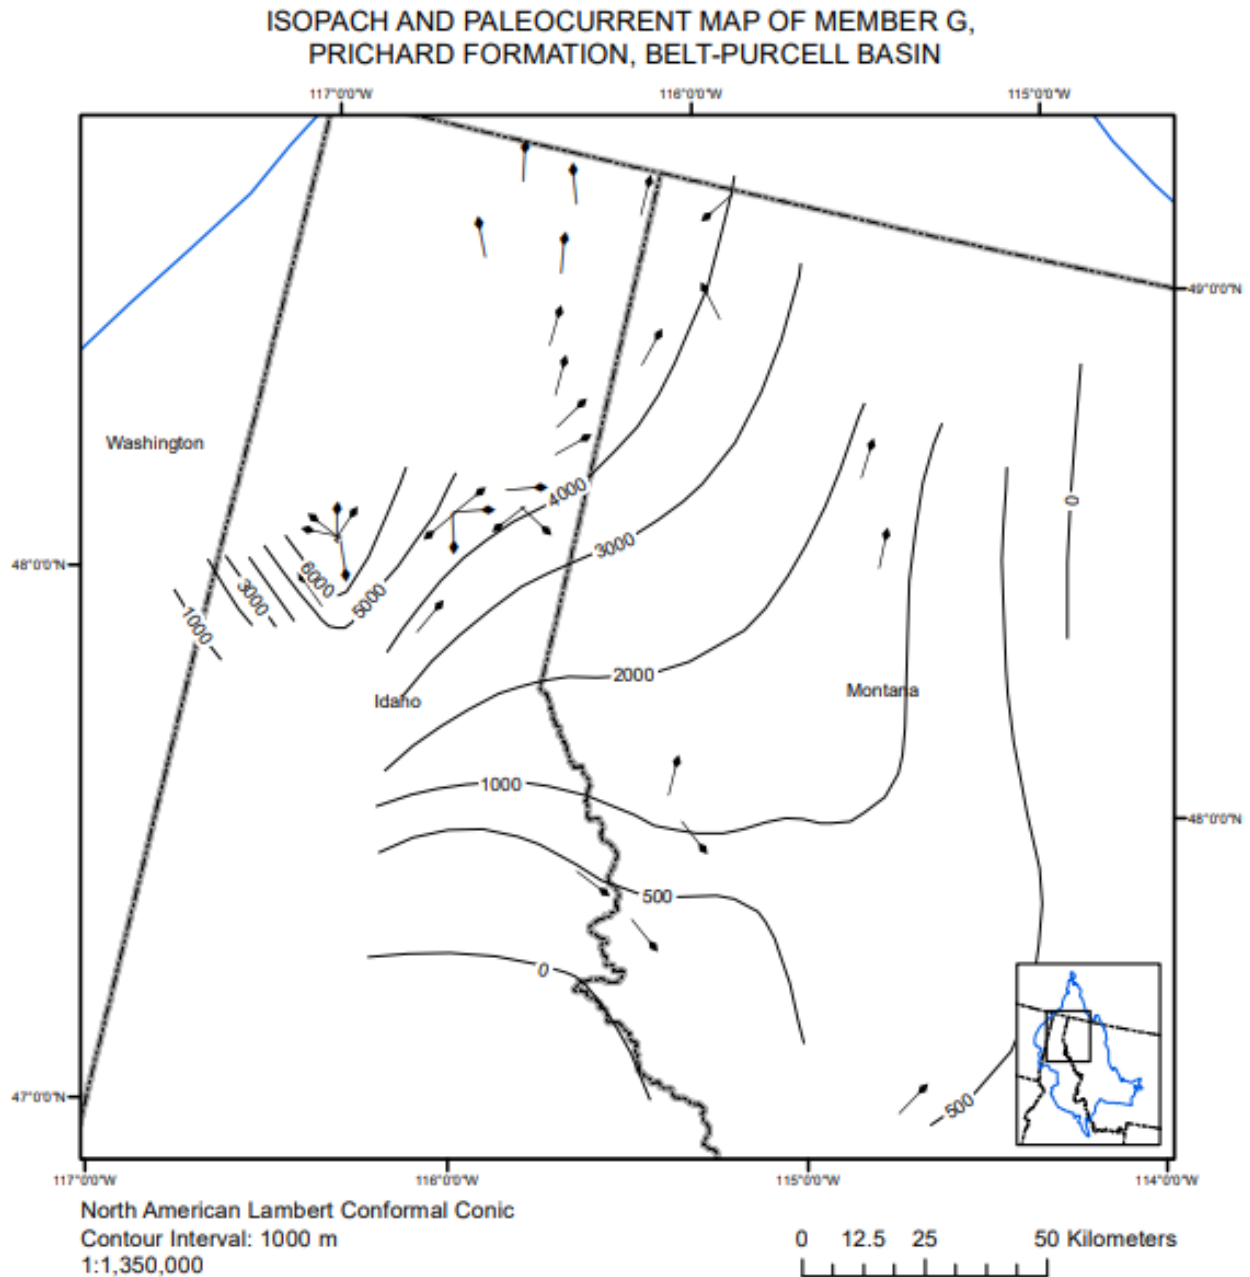 ISOPACH AND PALEOCURRENT MAP OF MEMBER G,
PRICHARD FORMATION, BELT-PURCELL BASIN
117°0'0"W
116°0'0"W
115°0'0"W
49°0'0"N
Washington
4000
0
3000
48°0'0"N
6000
3000
5000
1000
2000
Idaho
Montana
1000
48°0'0"N
500
0
47°0'0"N
500
117°0'0"W
116°0'0"W
115°0'0"W
114°0'0"W
North American Lambert Conformal Conic
Contour Interval: 1000 m
1:1,350,000
0 12.5 25 50 Kilometers